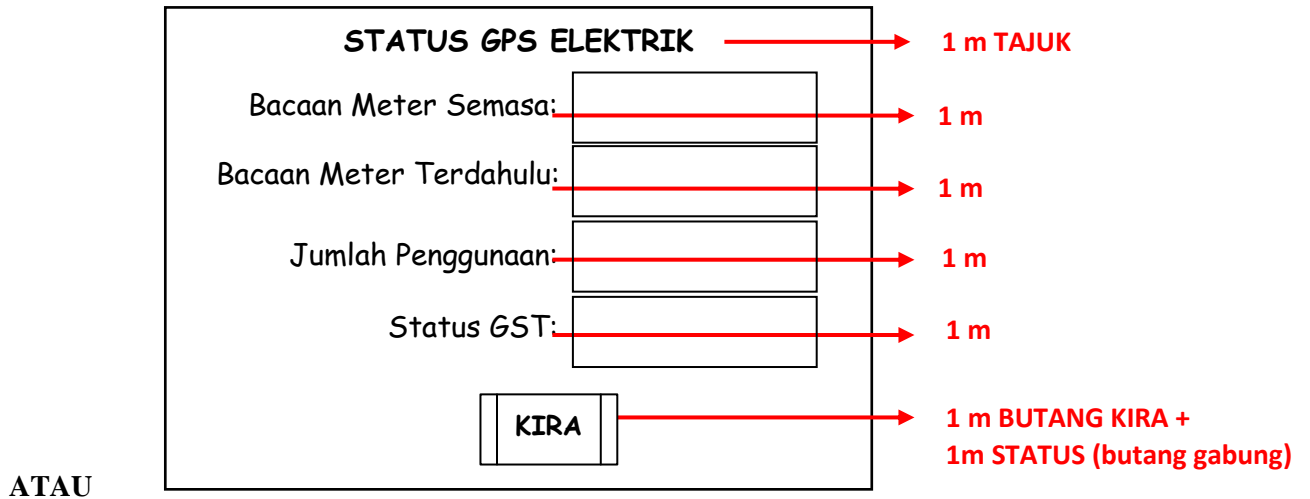 STATUS GPS ELEKTRIK 1 m TAJUK
Bacaan Meter Semasa: 1 m
Bacaan Meter Terdahulu: 1 m
Jumlah Penggunaan: 1 m
Status GST: 1 m
KIRA 1 m BUTANG KIRA +
1m STATUS (butang gabung)
ATAU